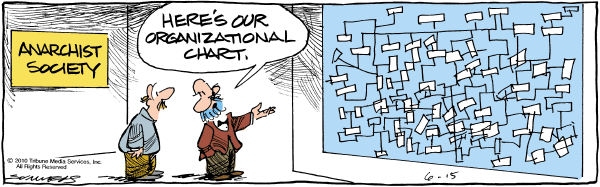 ANARCHIST
SOCIETY
HERE'S OUR
ORGANIZATIONAL
CHART.
© 2010 Tribune Media Services, Inc.
All Rights Reserved
6-15